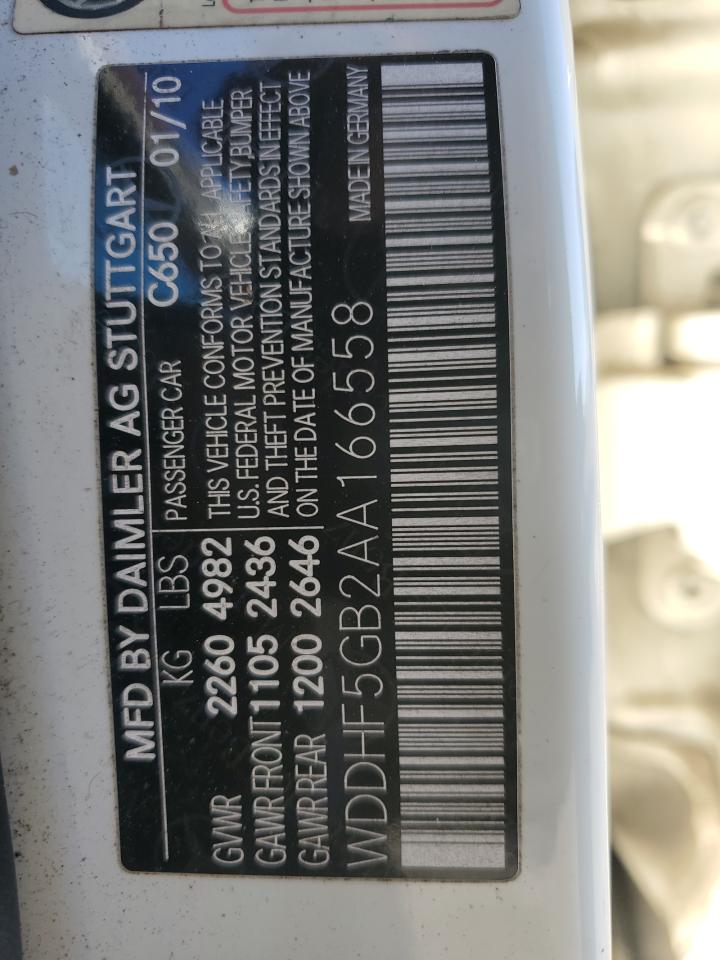 MFD BY DAIMLER AG STUTTGART
KG LBS PASSENGER CAR C650 01/10
GVWR 2260 4982 THIS VEHICLE CONFORMS TO ALL APPLICABLE
U.S. FEDERAL MOTOR VEHICLE SAFETY BUMPER
GAWR FRONT 1105 2436 AND THEFT PREVENTION STANDARDS IN EFFECT
GAWR REAR 1200 2646 ON THE DATE OF MANUFACTURE SHOWN ABOVE
WDDHF5GB2AA166558 MADE IN GERMANY